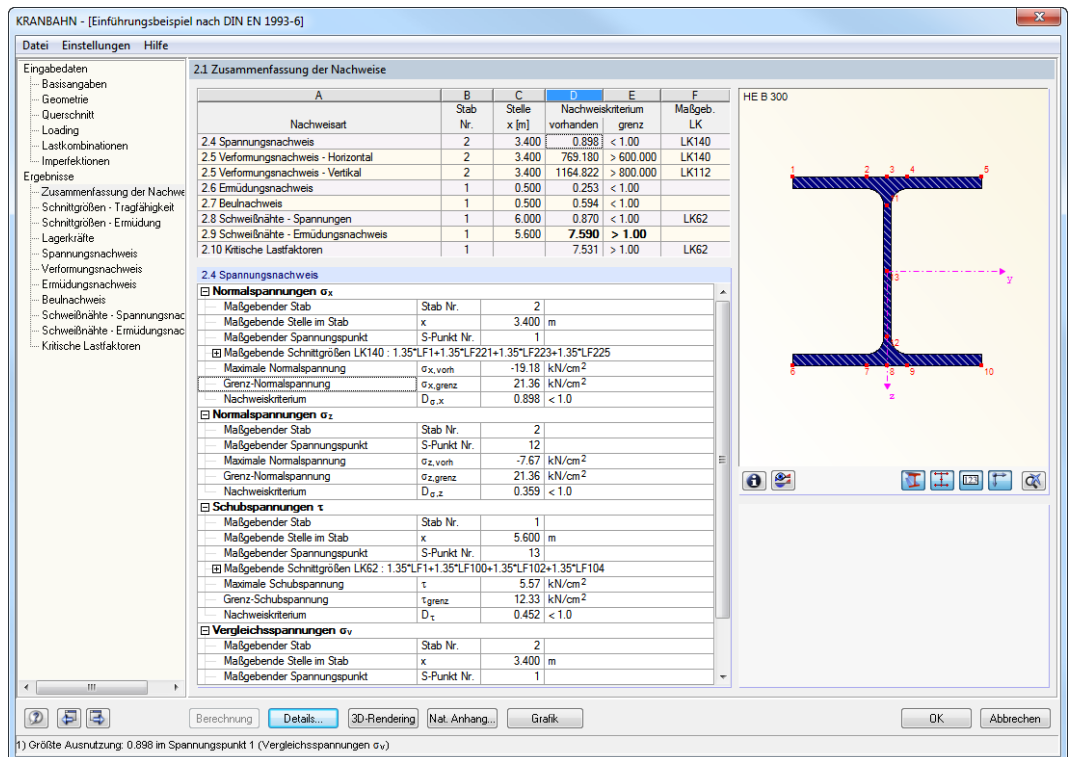 KRANBAHN - [Einführungsbeispiel nach DIN EN 1993-6]
Datei Einstellungen Hilfe
Eingabedaten
Basisangaben
Geometrie
Querschnitt
Loading
Lastkombinationen
Imperfektionen
Ergebnisse
Zusammenfassung der Nachwe
Schnittgrößen - Tragfähigkeit
Schnittgrößen - Ermüdung
Lagerkräfte
Spannungsnachweis
Verformungsnachweis
Ermüdungsnachweis
Beulnachweis
Schweißnähte - Spannungsnac
Schweißnähte - Ermüdungsnac
Kritische Lastfaktoren
2.1 Zusammenfassung der Nachweise
A B C D E F
Stab Stelle Nachweiskriterium Maßgeb.
Nachweisart Nr. x [m] vorhanden grenz LK
2.4 Spannungsnachweis 2 3.400 0.898 < 1.00 LK140
2.5 Verformungsnachweis - Horizontal 2 3.400 769.180 > 600.000 LK140
2.5 Verformungsnachweis - Vertikal 2 3.400 1164.822 > 800.000 LK112
2.6 Ermüdungsnachweis 1 0.500 0.253 < 1.00
2.7 Beulnachweis 1 0.500 0.594 < 1.00
2.8 Schweißnähte - Spannungen 1 6.000 0.870 < 1.00 LK62
2.9 Schweißnähte - Ermüdungsnachweis 1 5.600 7.590 > 1.00
2.10 Kritische Lastfaktoren 1 7.531 > 1.00 LK62
2.4 Spannungsnachweis
Normalspannungen σx
Maßgebender Stab Stab Nr. 2
Maßgebende Stelle im Stab x 3.400 m
Maßgebender Spannungspunkt S-Punkt Nr. 1
Maßgebende Schnittgrößen LK140 : 1.35*LF1+1.35*LF221+1.35*LF223+1.35*LF225
Maximale Normalspannung σx,vorh -19.18 kN/cm2
Grenz-Normalspannung σx,grenz 21.36 kN/cm2
Nachweiskriterium Dσ,x 0.898 < 1.0
Normalspannungen σz
Maßgebender Stab Stab Nr. 2
Maßgebender Spannungspunkt S-Punkt Nr. 12
Maximale Normalspannung σz,vorh -7.67 kN/cm2
Grenz-Normalspannung σz,grenz 21.36 kN/cm2
Nachweiskriterium Dσ,z 0.359 < 1.0
Schubspannungen τ
Maßgebender Stab Stab Nr. 1
Maßgebende Stelle im Stab x 5.600 m
Maßgebender Spannungspunkt S-Punkt Nr. 13
Maßgebende Schnittgrößen LK62 : 1.35*LF1+1.35*LF100+1.35*LF102+1.35*LF104
Maximale Schubspannung τ 5.57 kN/cm2
Grenz-Schubspannung τgrenz 12.33 kN/cm2
Nachweiskriterium Dτ 0.452 < 1.0
Vergleichsspannungen σv
Maßgebender Stab Stab Nr. 2
Maßgebende Stelle im Stab x 3.400 m
Maßgebender Spannungspunkt S-Punkt Nr. 1
HE B 300
1 2 3 4 5
13
y
6 7 8 9 10
z
123
Berechnung Details... 3D-Rendering Nat. Anhang... Grafik OK Abbrechen
1) Größte Ausnutzung: 0.898 im Spannungspunkt 1 (Vergleichsspannungen σv)